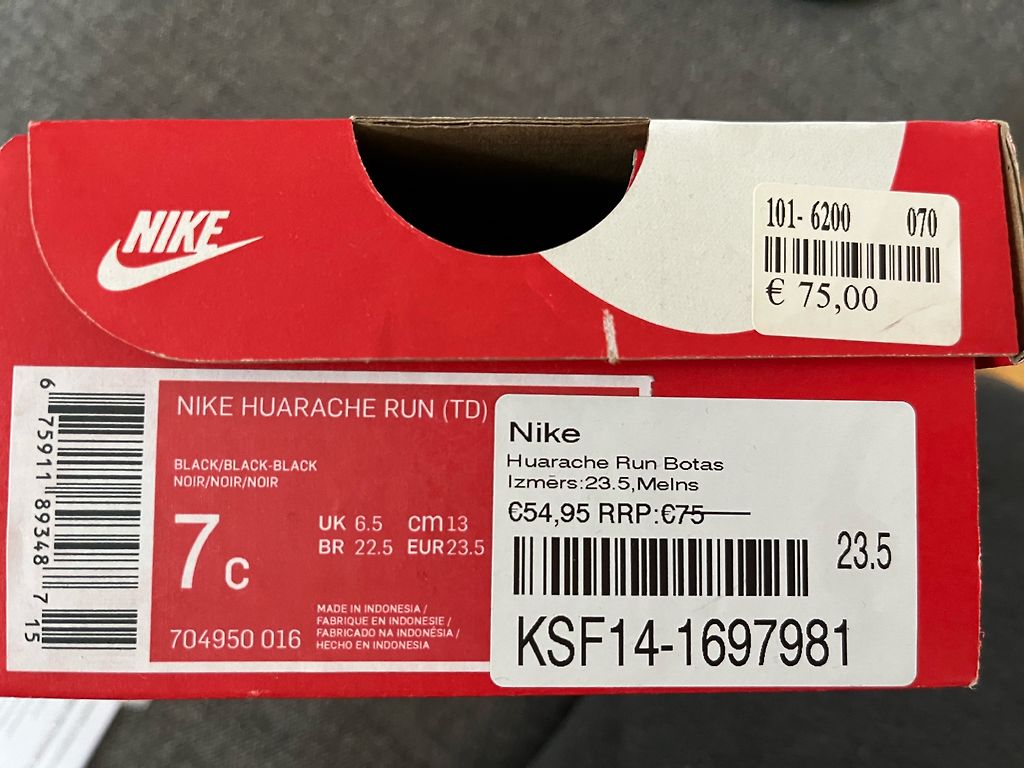 NIKE
101- 6200 070
€ 75,00
6 75911 89348 7 15
NIKE HUARACHE RUN (TD)
BLACK/BLACK-BLACK
NOIR/NOIR/NOIR
7c
UK 6.5 cm 13
BR 22.5 EUR 23.5
704950 016
MADE IN INDONESIA /
FABRIQUE EN INDONESIE /
FABRICADO NA INDONÉSIA /
HECHO EN INDONESIA
Nike
Huarache Run Botas
Izmērs:23.5,Melns
€54,95 RRP:€75
23.5
KSF14-1697981